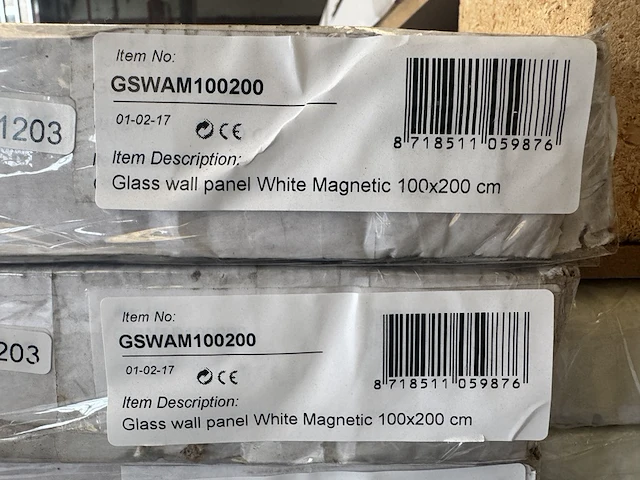 1203
Item No:
GSWAM100200
01-02-17 CE
Item Description:
Glass wall panel White Magnetic 100x200 cm
8 718511 059876
203
Item No:
GSWAM100200
01-02-17 CE
Item Description:
Glass wall panel White Magnetic 100x200 cm
8 718511 059876